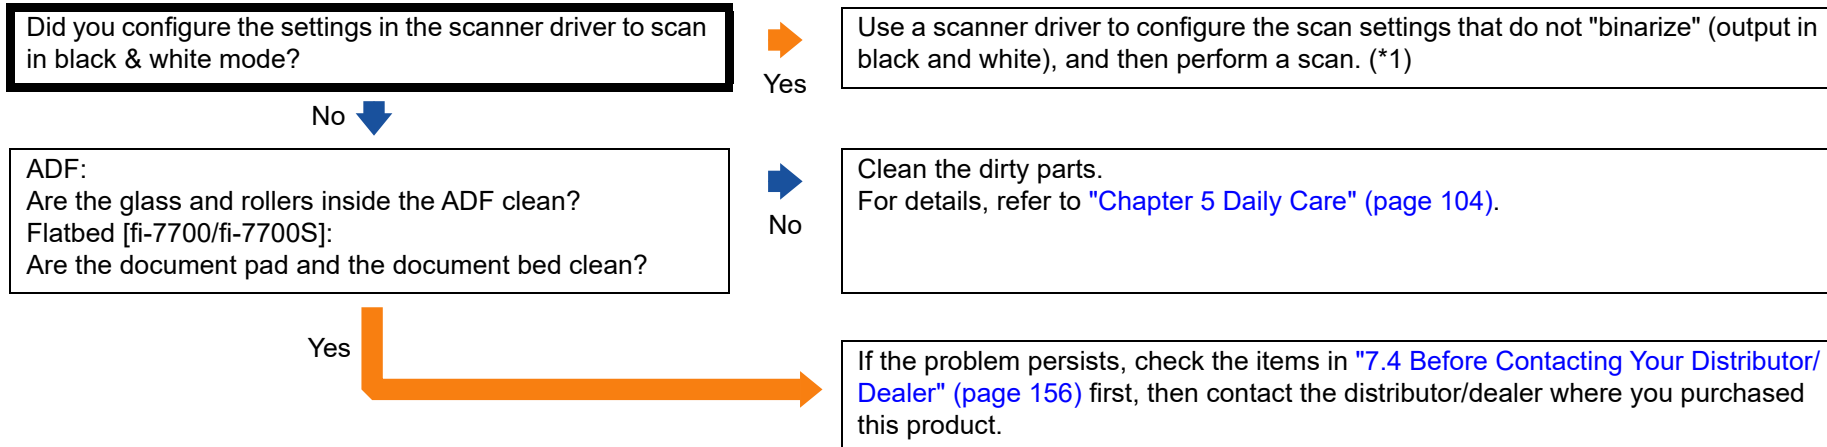 Did you configure the settings in the scanner driver to scan
in black & white mode?
Yes
Use a scanner driver to configure the scan settings that do not "binarize" (output in
black and white), and then perform a scan. (*1)
No
ADF:
Are the glass and rollers inside the ADF clean?
Flatbed [fi-7700/fi-7700S]:
Are the document pad and the document bed clean?
No
Clean the dirty parts.
For details, refer to "Chapter 5 Daily Care" (page 104).
Yes
If the problem persists, check the items in "7.4 Before Contacting Your Distributor/
Dealer" (page 156) first, then contact the distributor/dealer where you purchased
this product.